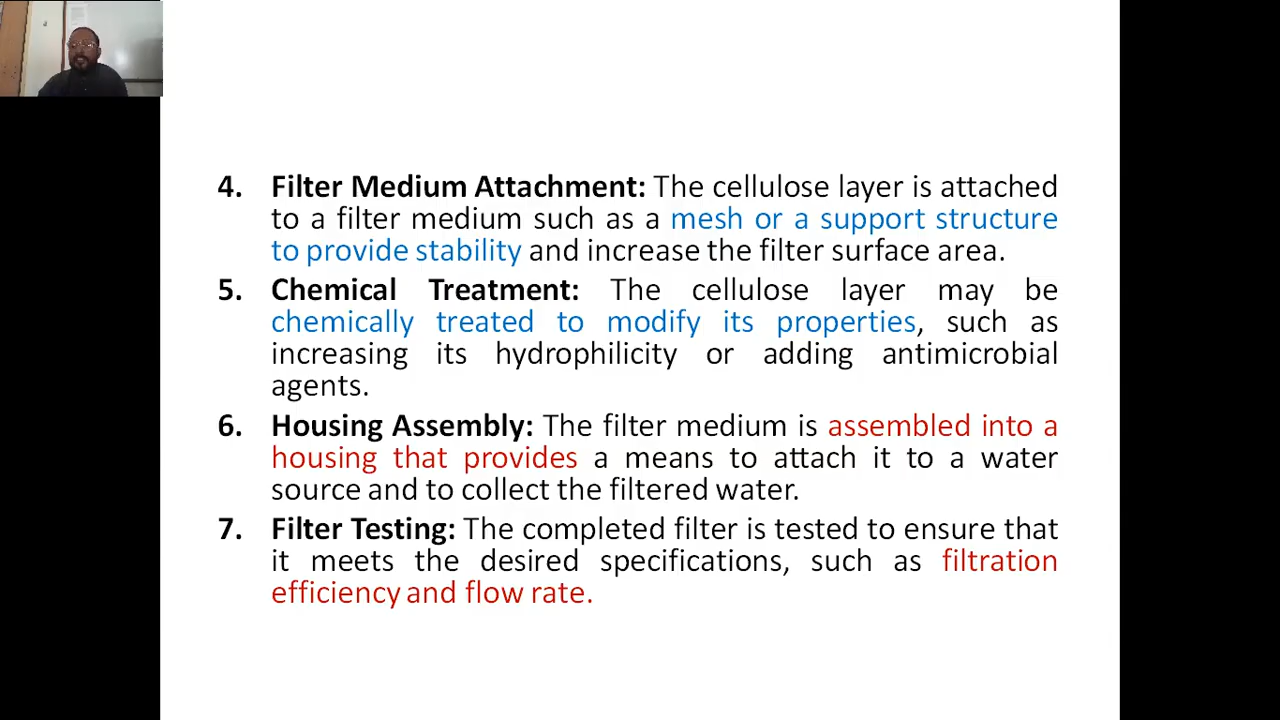 4. Filter Medium Attachment: The cellulose layer is attached
to a filter medium such as a mesh or a support structure
to provide stability and increase the filter surface area.
5. Chemical Treatment: The cellulose layer may be
chemically treated to modify its properties, such as
increasing its hydrophilicity or adding antimicrobial
agents.
6. Housing Assembly: The filter medium is assembled into a
housing that provides a means to attach it to a water
source and to collect the filtered water.
7. Filter Testing: The completed filter is tested to ensure that
it meets the desired specifications, such as filtration
efficiency and flow rate.